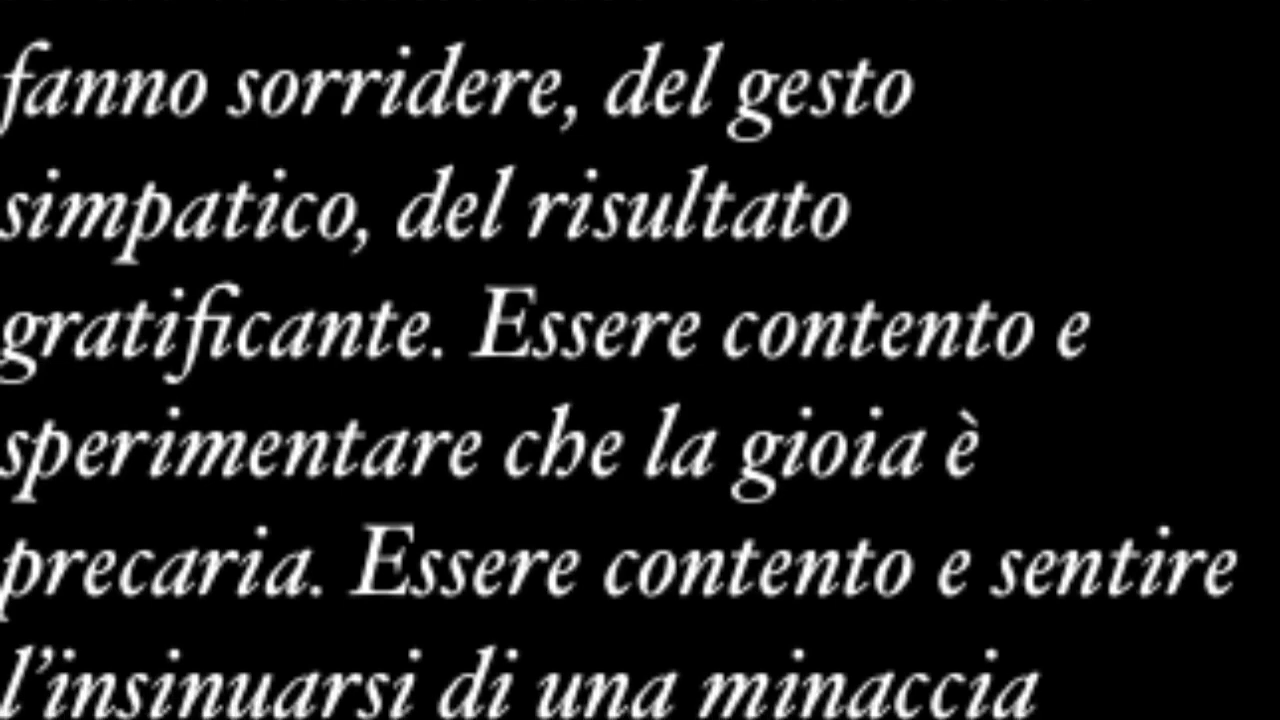 fanno sorridere, del gesto
simpatico, del risultato
gratificante. Essere contento e
sperimentare che la gioia è
precaria. Essere contento e sentire
l’insinuarsi di una minaccia